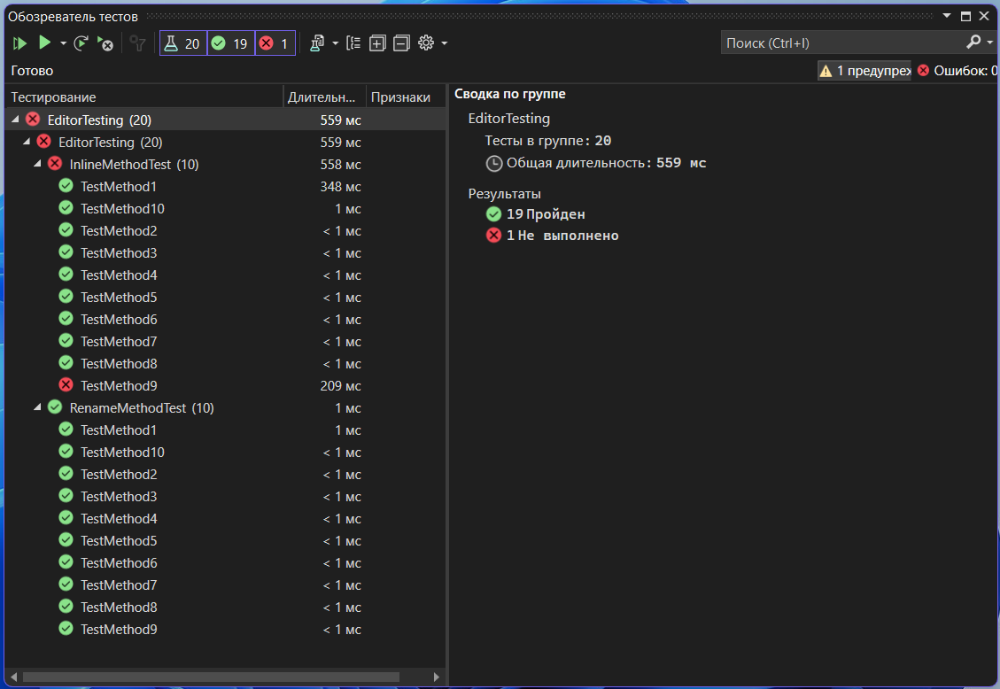 Обозреватель тестов
20 19 1
Поиск (Ctrl+I)
Готово
1 предупреж Ошибок: 0
Тестирование Длительн... Признаки
EditorTesting (20) 559 мс
EditorTesting (20) 559 мс
InlineMethodTest (10) 558 мс
TestMethod1 348 мс
TestMethod10 1 мс
TestMethod2 < 1 мс
TestMethod3 < 1 мс
TestMethod4 < 1 мс
TestMethod5 < 1 мс
TestMethod6 < 1 мс
TestMethod7 < 1 мс
TestMethod8 < 1 мс
TestMethod9 209 мс
RenameMethodTest (10) 1 мс
TestMethod1 1 мс
TestMethod10 < 1 мс
TestMethod2 < 1 мс
TestMethod3 < 1 мс
TestMethod4 < 1 мс
TestMethod5 < 1 мс
TestMethod6 < 1 мс
TestMethod7 < 1 мс
TestMethod8 < 1 мс
TestMethod9 < 1 мс
Сводка по группе
EditorTesting
Тесты в группе: 20
Общая длительность: 559 мс
Результаты
19 Пройден
1 Не выполнено